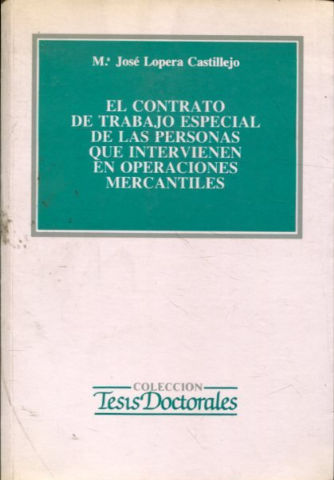 M.ª José Lopera Castillejo
EL CONTRATO
DE TRABAJO ESPECIAL
DE LAS PERSONAS
QUE INTERVIENEN
EN OPERACIONES
MERCANTILES
COLECCION
Tesis Doctorales